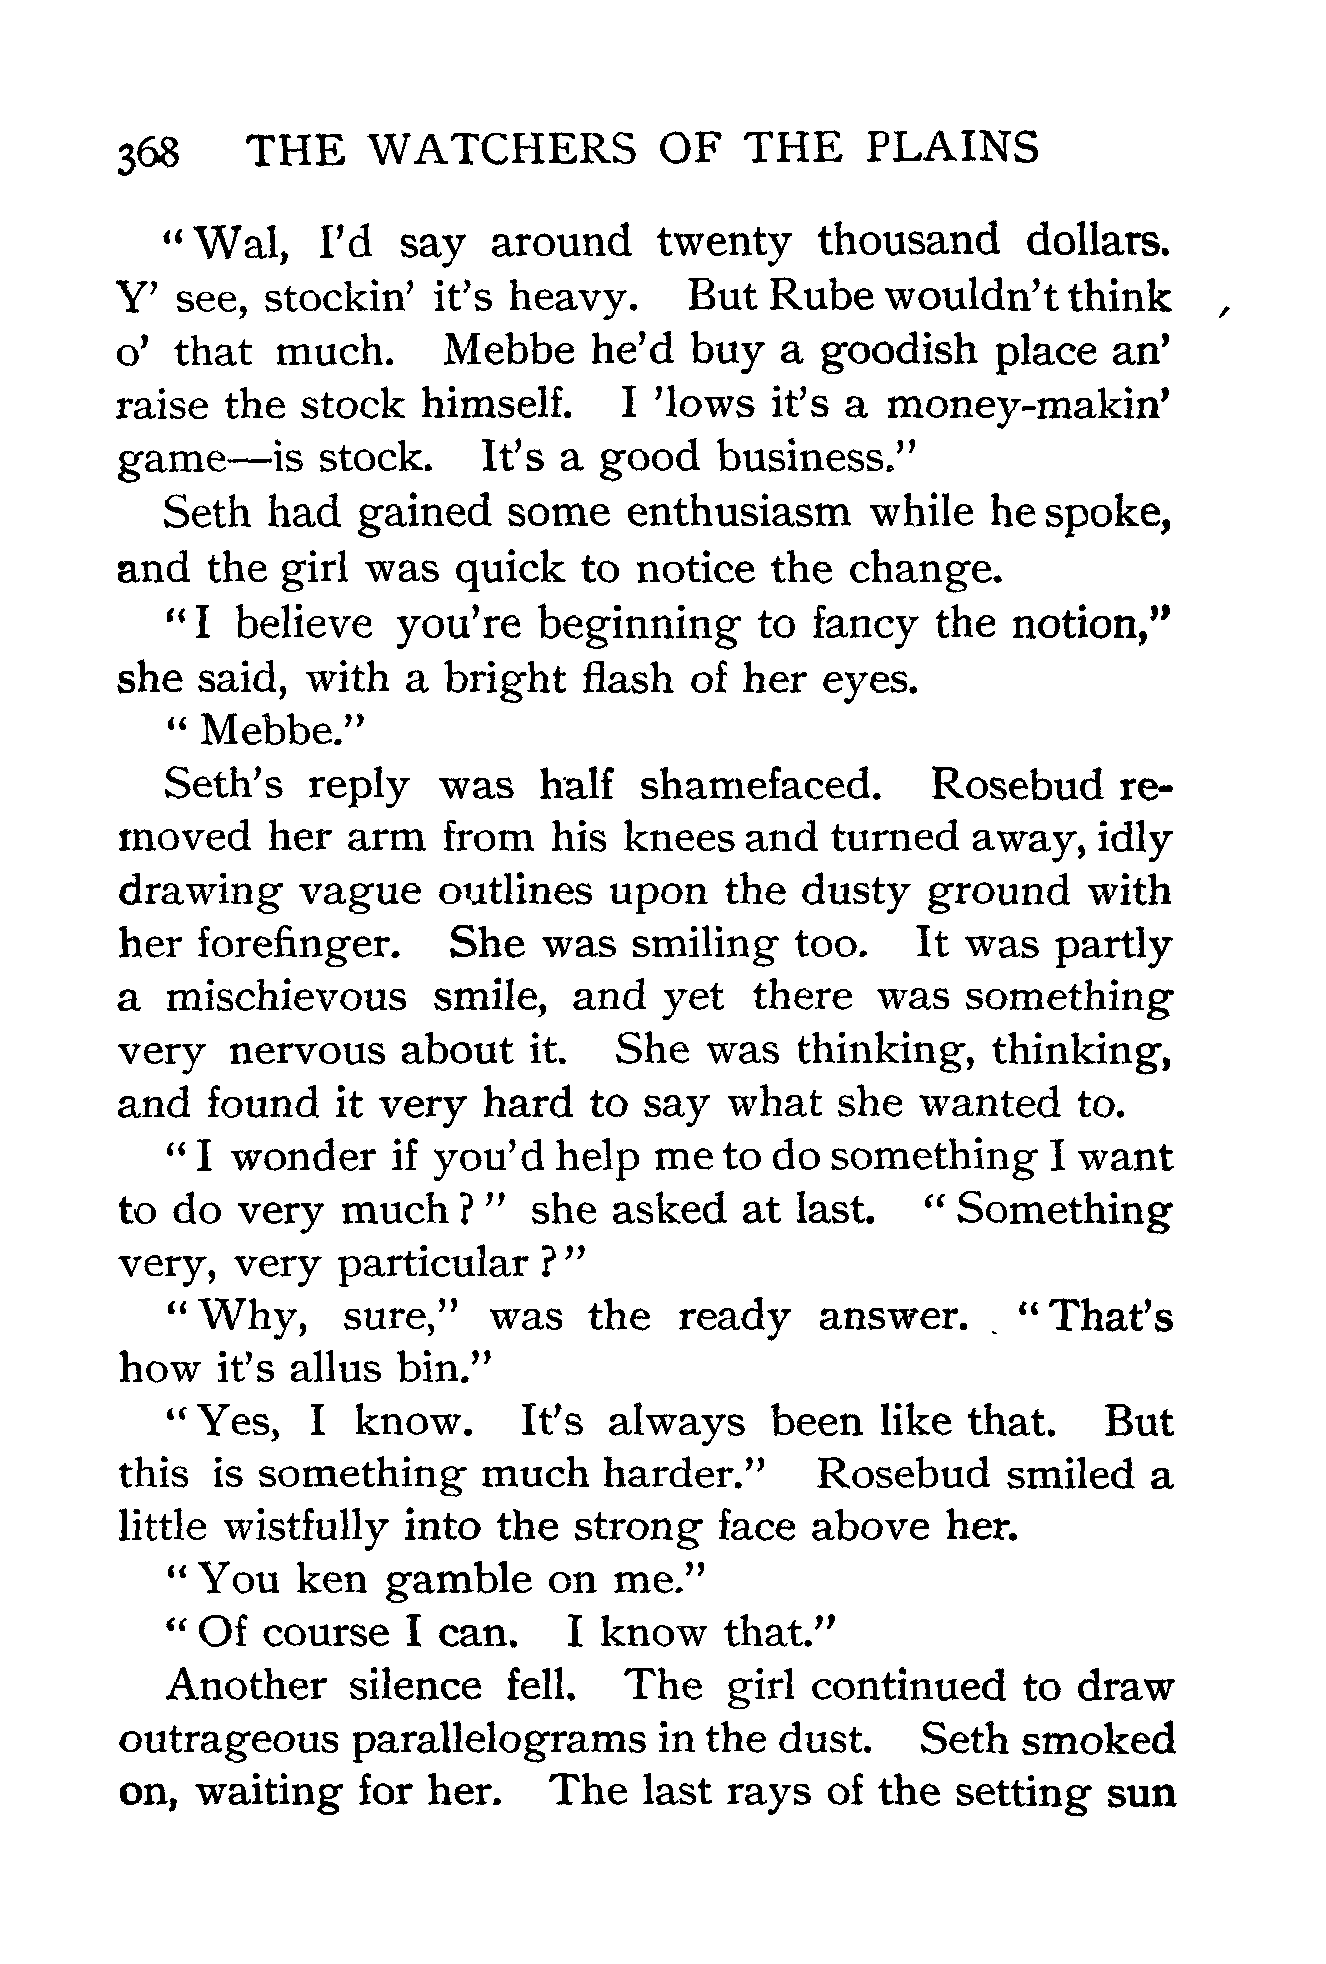 368 THE WATCHERS OF THE PLAINS
“Wal, I’d say around twenty thousand dollars.
Y’ see, stockin’ it’s heavy. But Rube wouldn’t think
o’ that much. Mebbe he’d buy a goodish place an’
raise the stock himself. I ’lows it’s a money-makin’
game—is stock. It’s a good business.”
Seth had gained some enthusiasm while he spoke,
and the girl was quick to notice the change.
“I believe you’re beginning to fancy the notion,”
she said, with a bright flash of her eyes.
“Mebbe.”
Seth’s reply was half shamefaced. Rosebud re-
moved her arm from his knees and turned away, idly
drawing vague outlines upon the dusty ground with
her forefinger. She was smiling too. It was partly
a mischievous smile, and yet there was something
very nervous about it. She was thinking, thinking,
and found it very hard to say what she wanted to.
“I wonder if you’d help me to do something I want
to do very much?” she asked at last. “Something
very, very particular?”
“Why, sure,” was the ready answer. “That’s
how it’s allus bin.”
“Yes, I know. It’s always been like that. But
this is something much harder.” Rosebud smiled a
little wistfully into the strong face above her.
“You ken gamble on me.”
“Of course I can. I know that.”
Another silence fell. The girl continued to draw
outrageous parallelograms in the dust. Seth smoked
on, waiting for her. The last rays of the setting sun